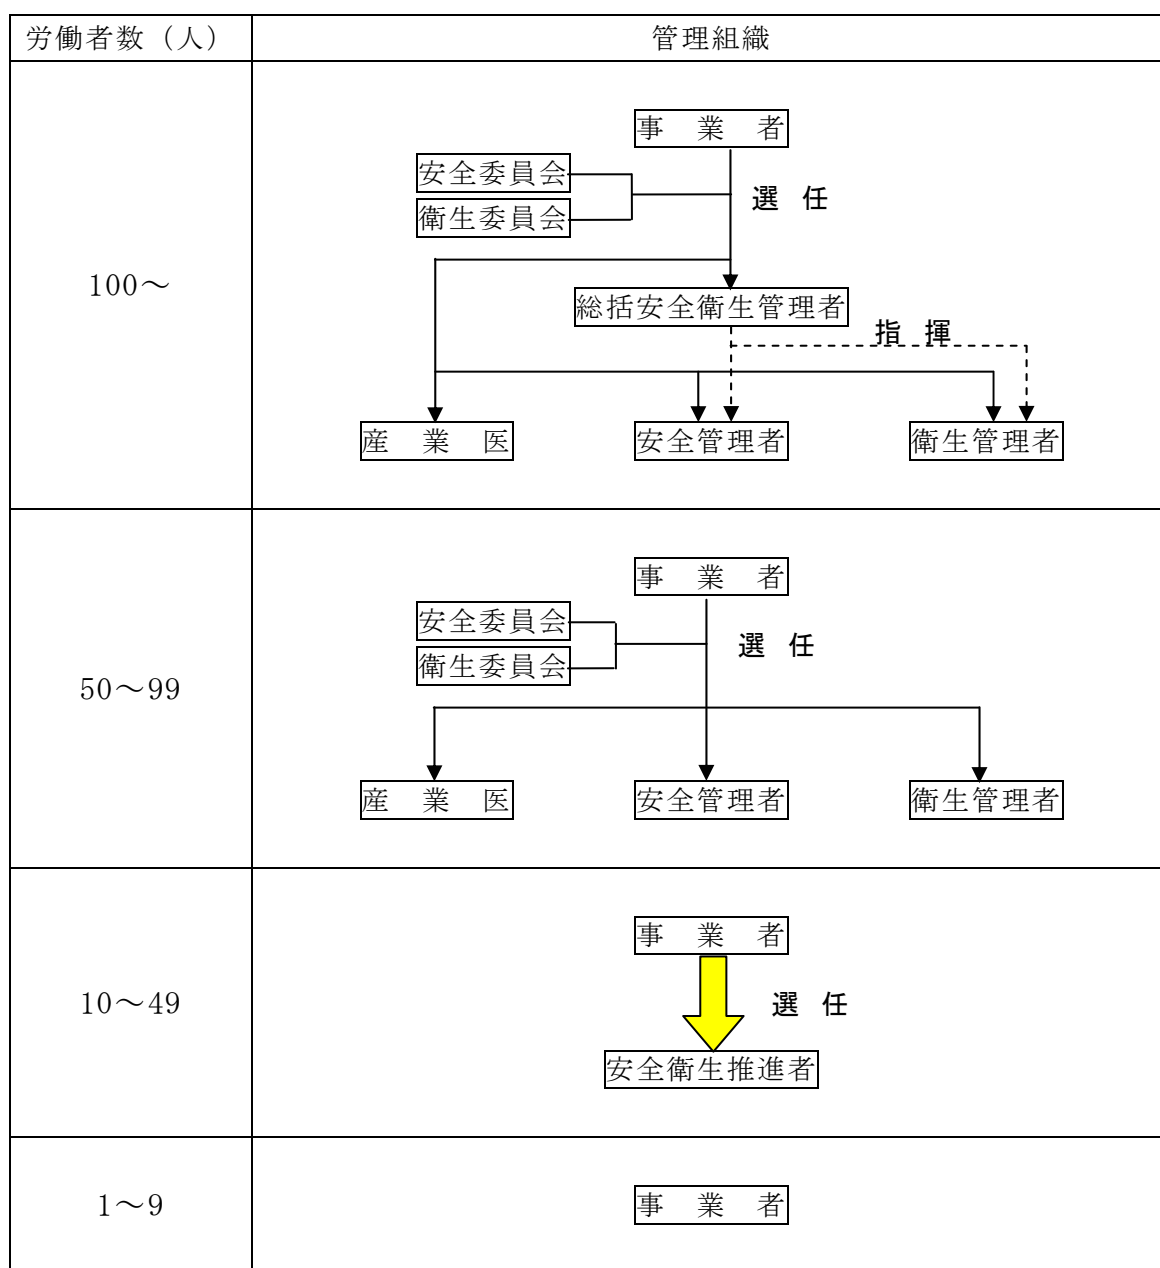 労働者数（人）
管理組織
100～
事　業　者
安全委員会
衛生委員会
選　任
総括安全衛生管理者
指　揮
産　業　医
安全管理者
衛生管理者
50～99
事　業　者
安全委員会
衛生委員会
選　任
産　業　医
安全管理者
衛生管理者
10～49
事　業　者
選　任
安全衛生推進者
1～9
事　業　者